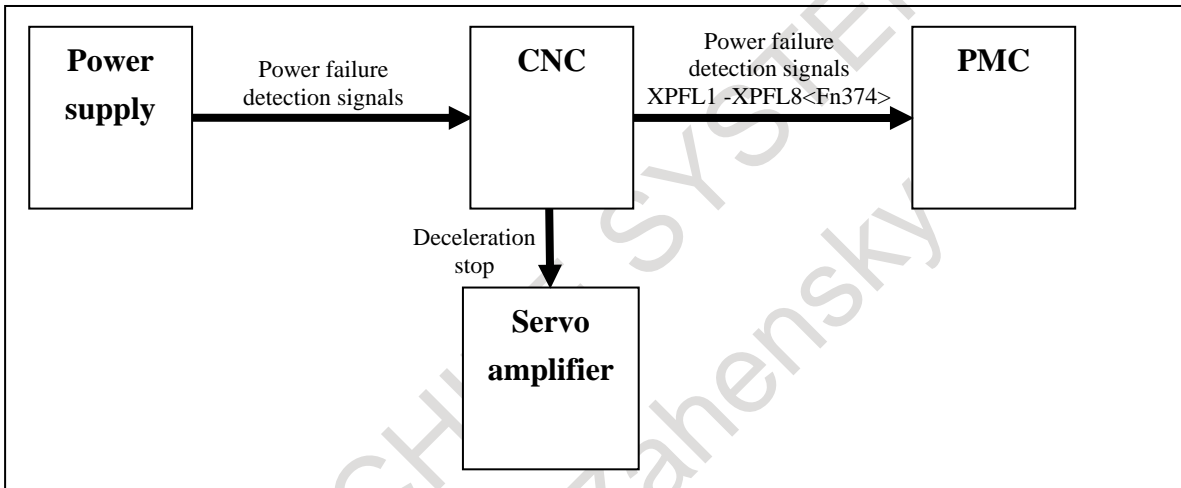 Power
supply
Power failure
detection signals
CNC
Power failure
detection signals
XPFL1 -XPFL8<Fn374>
PMC
Deceleration
stop
Servo
amplifier